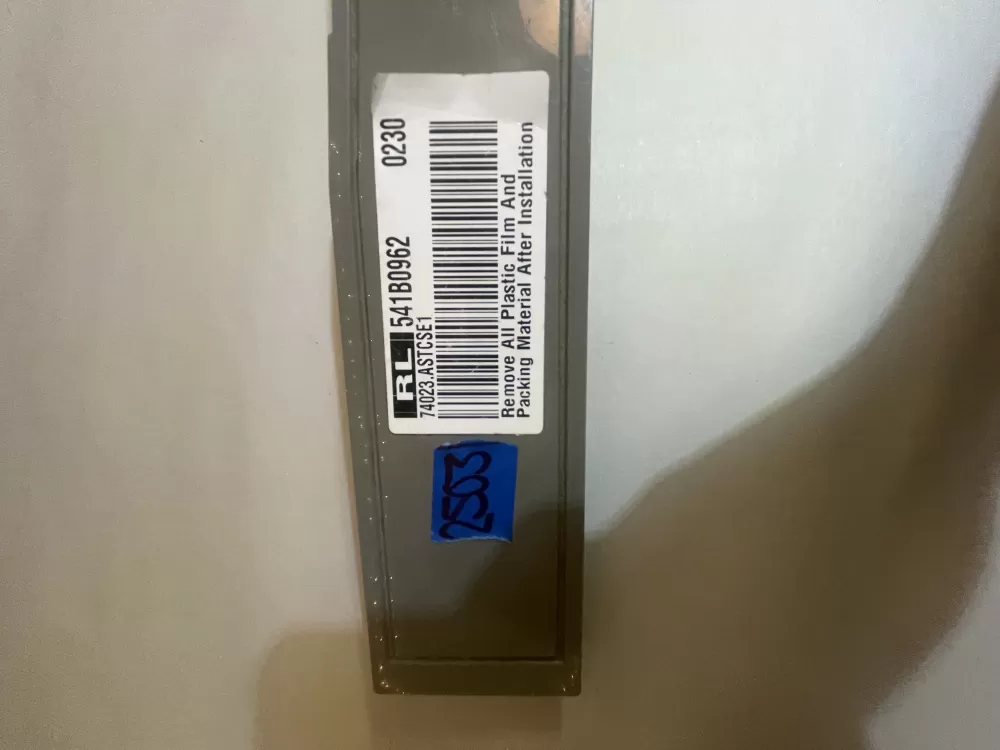 RL 541B0962 0230
74023.ASTCSE1
Remove All Plastic Film And
Packing Material After Installation
2503